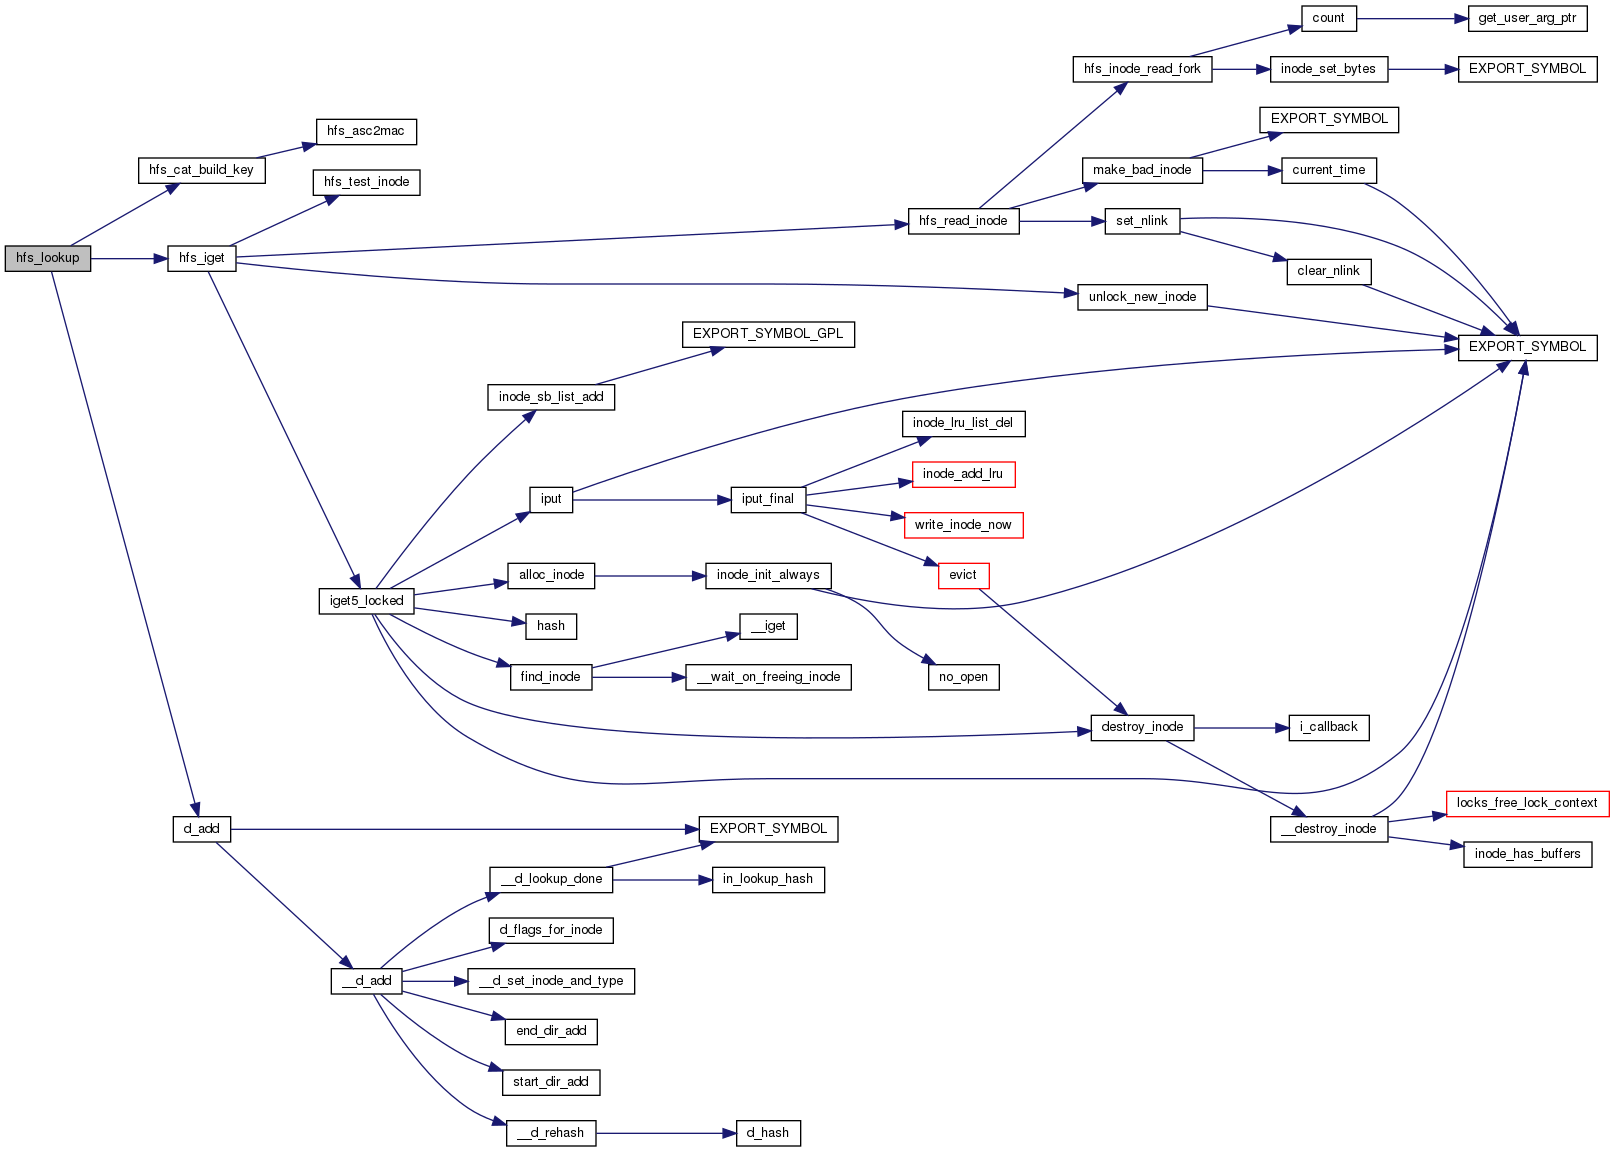 count
get_user_arg_ptr
hfs_inode_read_fork
inode_set_bytes
EXPORT_SYMBOL
EXPORT_SYMBOL
hfs_asc2mac
hfs_cat_build_key
make_bad_inode
current_time
hfs_test_inode
hfs_read_inode
set_nlink
hfs_lookup
hfs_iget
clear_nlink
unlock_new_inode
EXPORT_SYMBOL_GPL
EXPORT_SYMBOL
inode_sb_list_add
inode_lru_list_del
inode_add_lru
iput
iput_final
write_inode_now
alloc_inode
inode_init_always
evict
iget5_locked
hash
__iget
find_inode
__wait_on_freeing_inode
no_open
destroy_inode
i_callback
locks_free_lock_context
d_add
EXPORT_SYMBOL
__destroy_inode
inode_has_buffers
__d_lookup_done
in_lookup_hash
d_flags_for_inode
__d_add
__d_set_inode_and_type
end_dir_add
start_dir_add
__d_rehash
d_hash